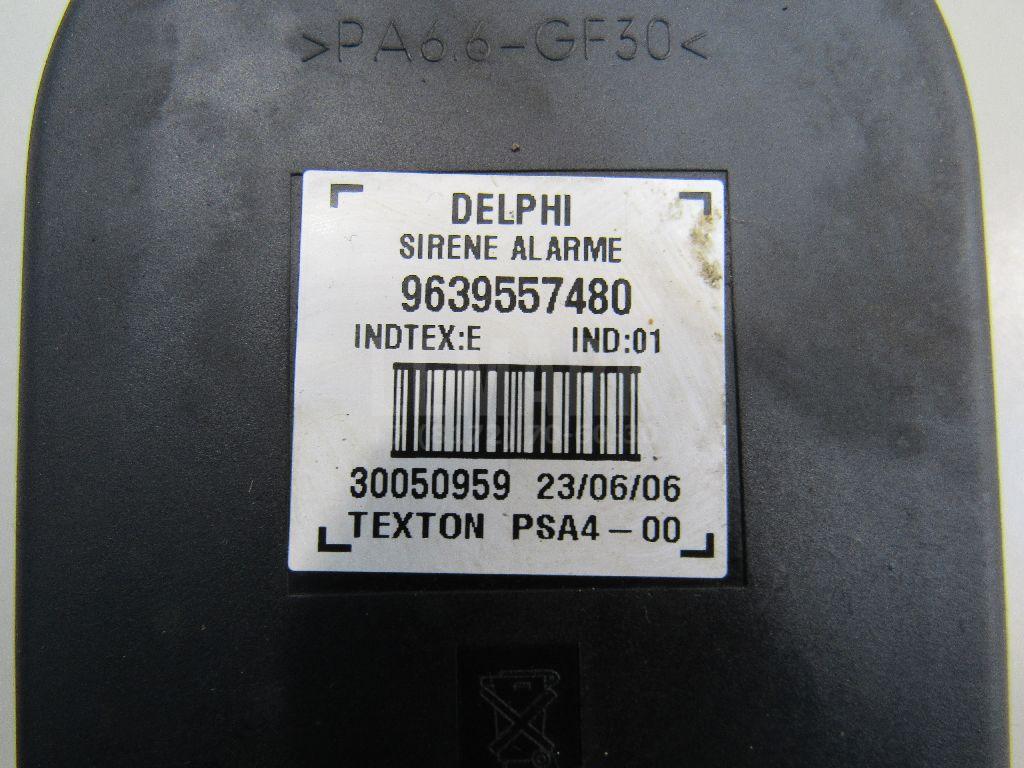 >PA6.6-GF30<
DELPHI
SIRENE ALARME
9639557480
INDTEX:E IND:01
30050959 23/06/06
TEXTON PSA4-00